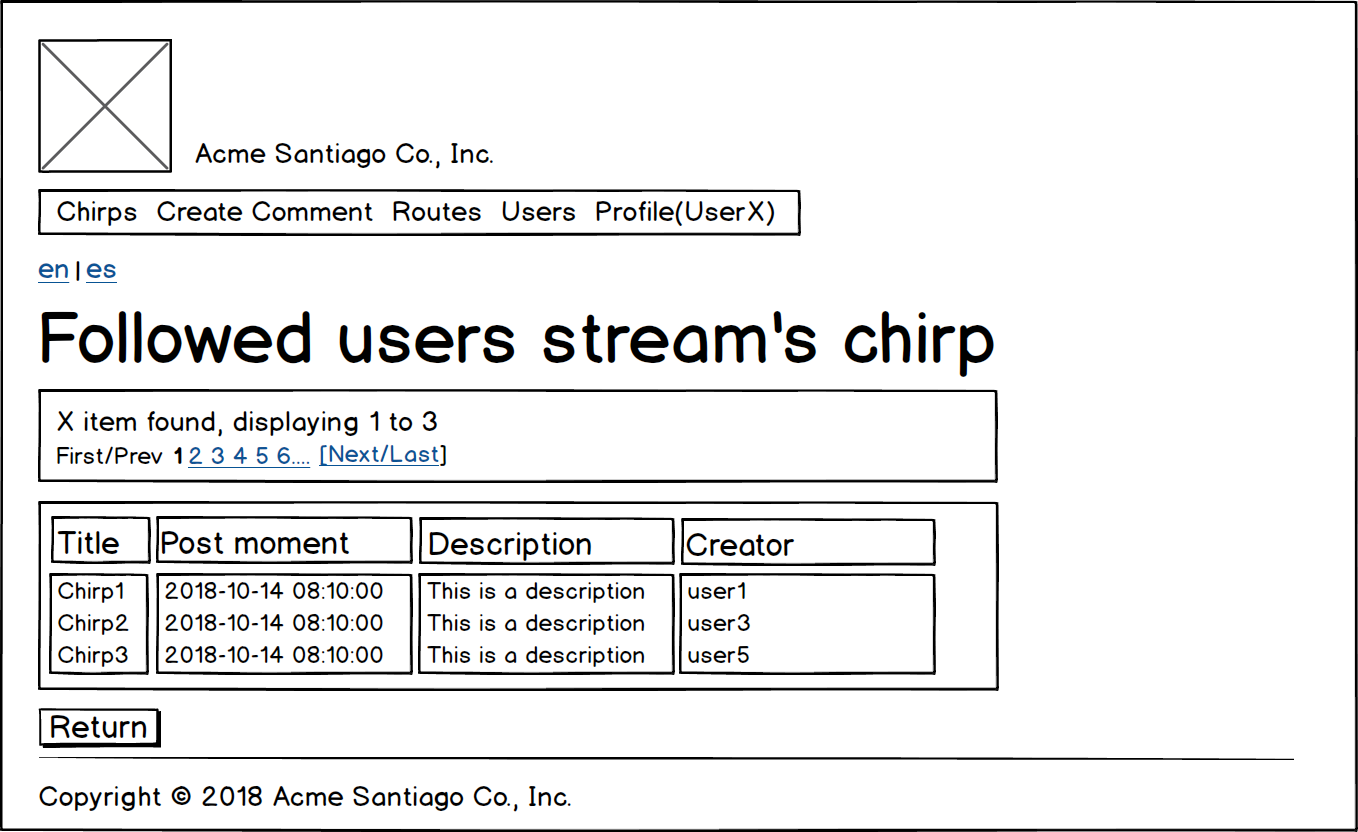 Acme Santiago Co., Inc.
Chirps Create Comment Routes Users Profile(UserX)
en | es
Followed users stream's chirp
X item found, displaying 1 to 3
First/Prev 1 2 3 4 5 6.... [Next/Last]
Title Post moment Description Creator
Chirp1 2018-10-14 08:10:00 This is a description user1
Chirp2 2018-10-14 08:10:00 This is a description user3
Chirp3 2018-10-14 08:10:00 This is a description user5
Return
Copyright © 2018 Acme Santiago Co., Inc.